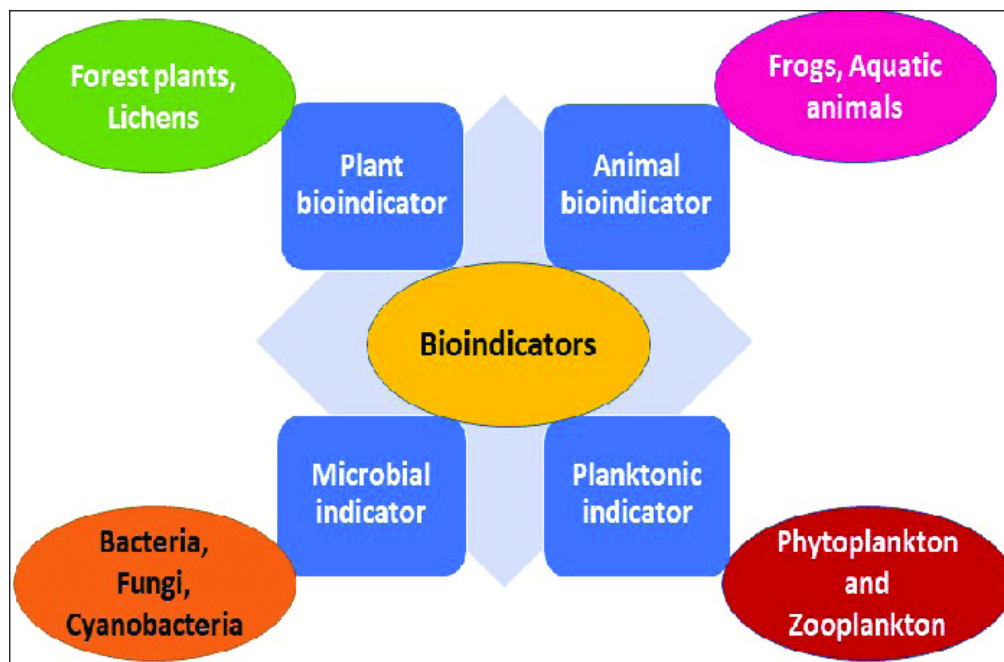 Forest plants,
Lichens
Frogs, Aquatic
animals
Plant
bioindicator
Animal
bioindicator
Bioindicators
Microbial
indicator
Planktonic
indicator
Bacteria,
Fungi,
Cyanobacteria
Phytoplankton
and
Zooplankton